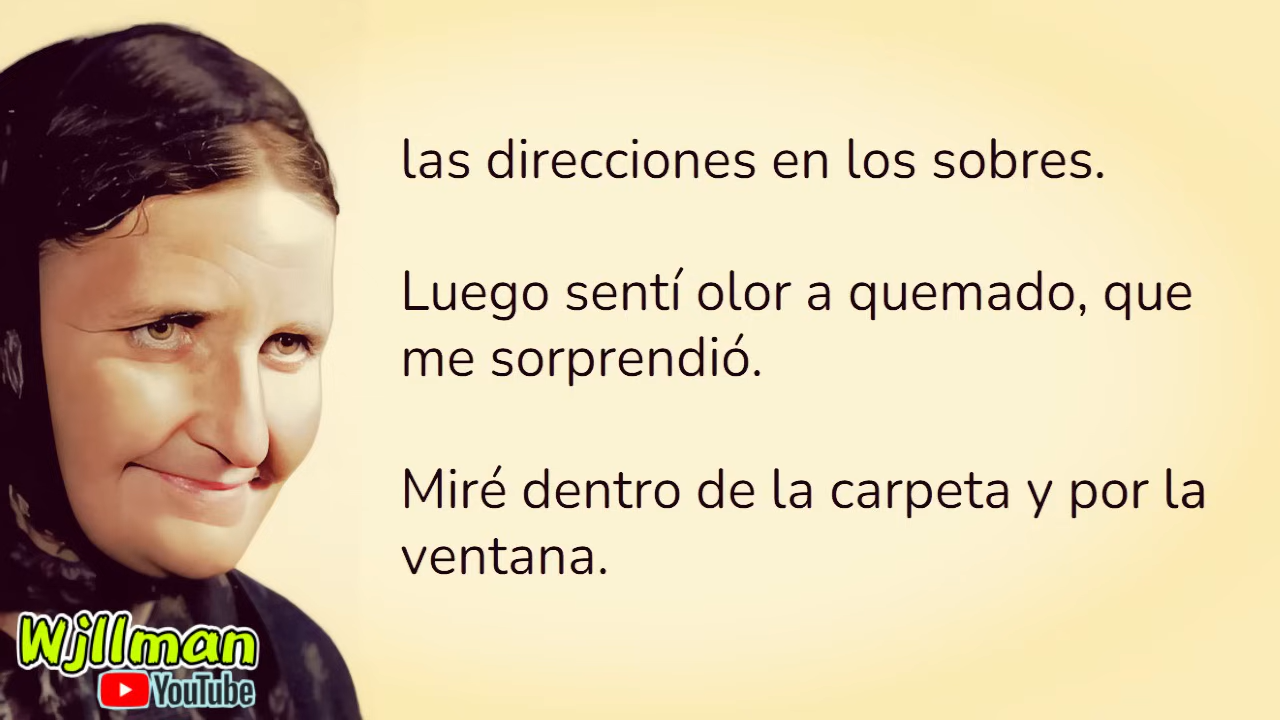 las direcciones en los sobres.
Luego sentí olor a quemado, que
me sorprendió.
Miré dentro de la carpeta y por la
ventana.
Wjllman
YouTube